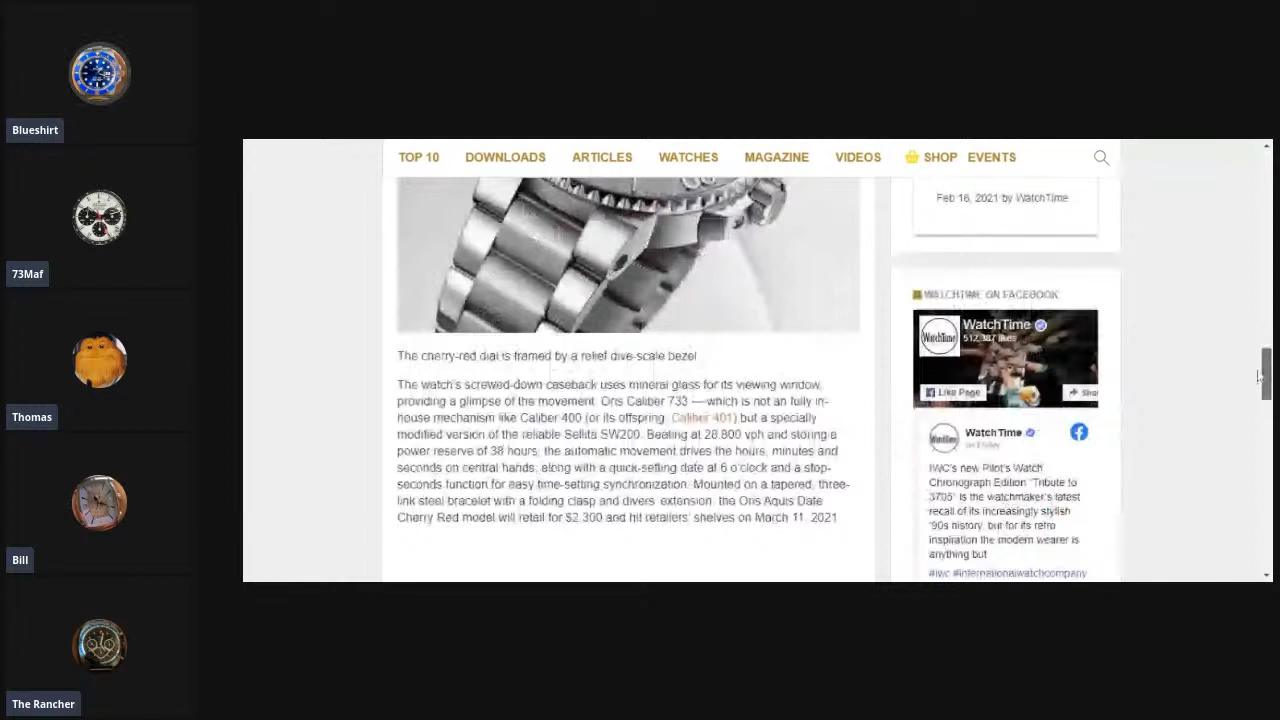 Blueshirt
73Maf
Thomas
Bill
The Rancher
TOP 10 DOWNLOADS ARTICLES WATCHES MAGAZINE VIDEOS SHOP EVENTS
The cherry-red dial is framed by a relief dive-scale bezel
The watch's screwed-down caseback uses mineral glass for its viewing window,
providing a glimpse of the movement, Oris Caliber 733 — which is not an fully in-
house mechanism like Caliber 400 (or its offspring, Caliber 401) but a specially
modified version of the reliable Sellita SW200. Beating at 28,800 vph and storing a
power reserve of 38 hours, the automatic movement drives the hours, minutes and
seconds on central hands, along with a quick-setting date at 6 o'clock and a stop-
seconds function for easy time-setting synchronization. Mounted on a tapered, three-
link steel bracelet with a folding clasp and divers' extension, the Oris Aquis Date
Cherry Red model will retail for $2,300 and hit retailers' shelves on March 11, 2021
Feb 16, 2021 by WatchTime
WATCHTIME ON FACEBOOK
WatchTime
WatchTime
512,387 likes
Like Page
Shar
WatchTime
IWC's new Pilot's Watch
Chronograph Edition "Tribute to
3705" is the watchmaker's latest
recall of its increasingly stylish
'90s history, but for its retro
inspiration the modern wearer is
anything but
#iwc #internationalwatchcompany